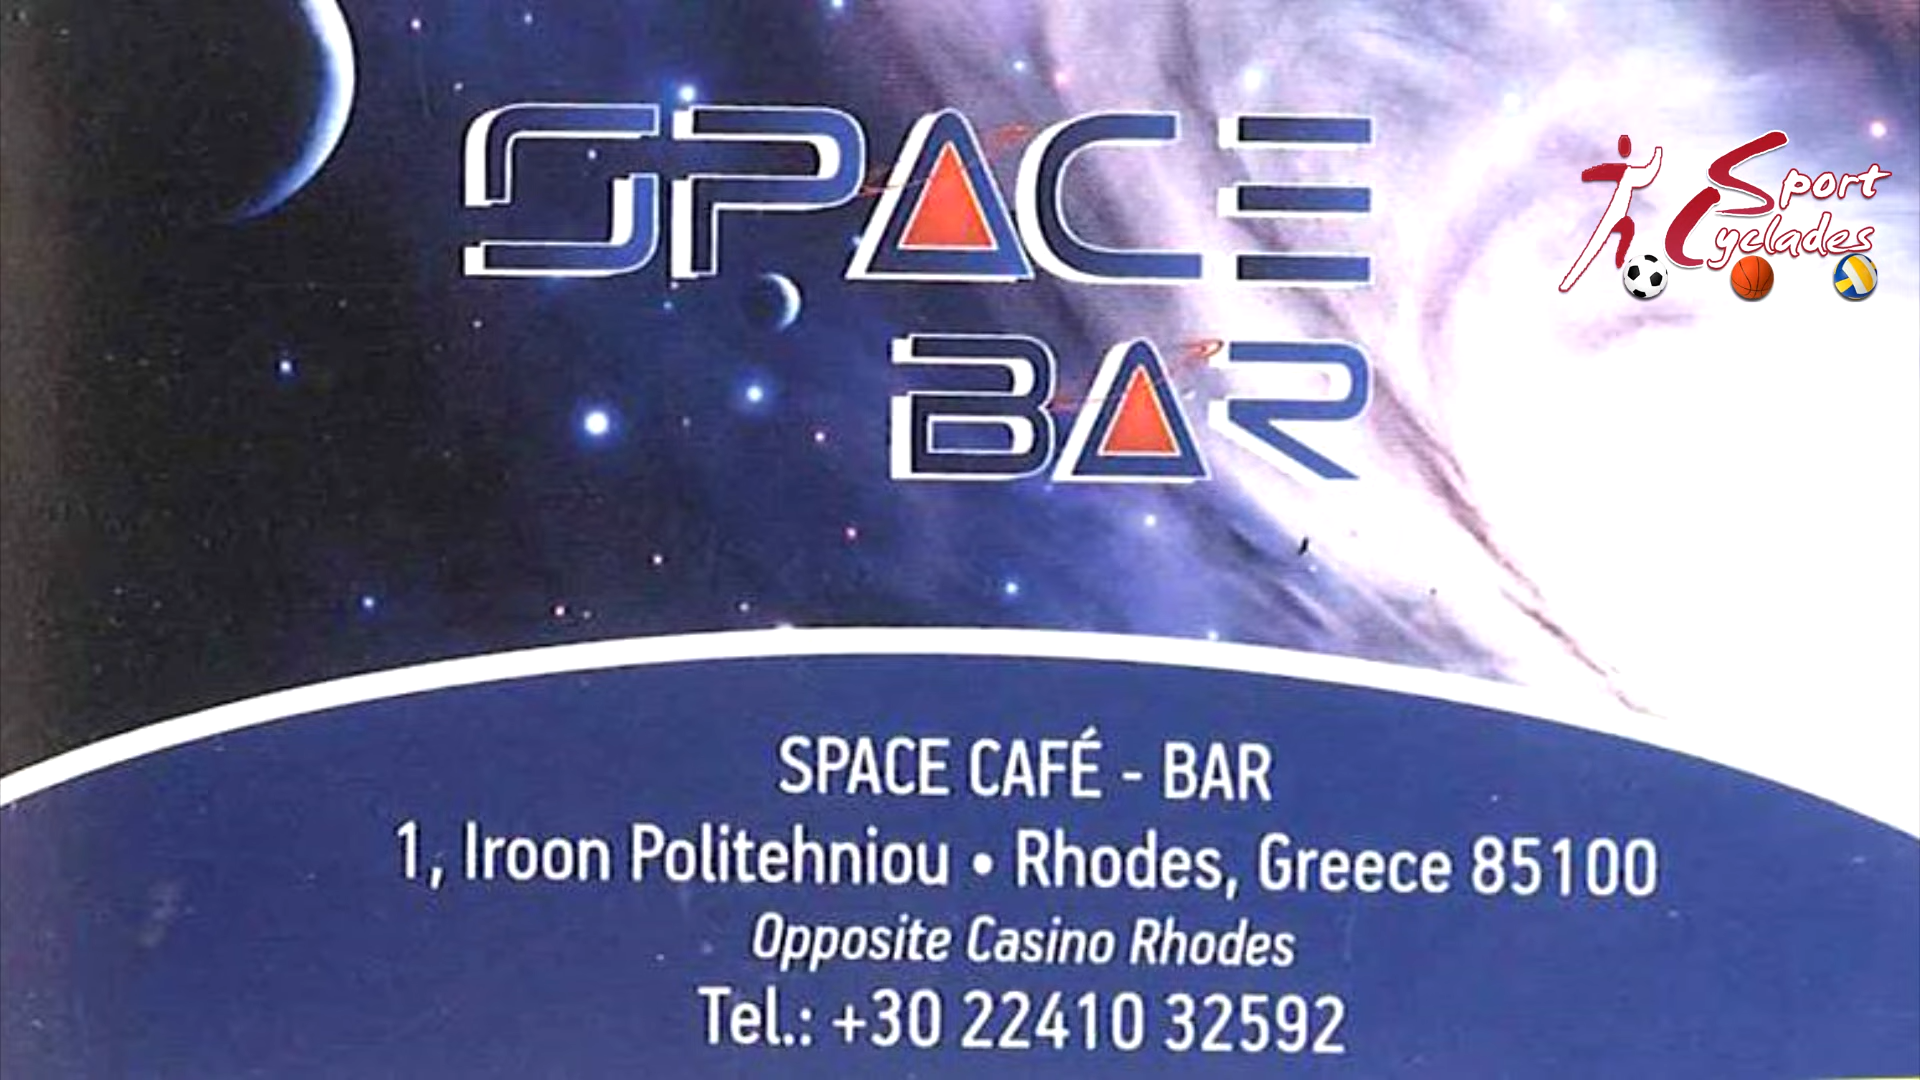 SPACE
BAR
Sport
Cyclades
SPACE CAFÉ - BAR
1, Iroon Politehniou • Rhodes, Greece 85100
Opposite Casino Rhodes
Tel.: +30 22410 32592